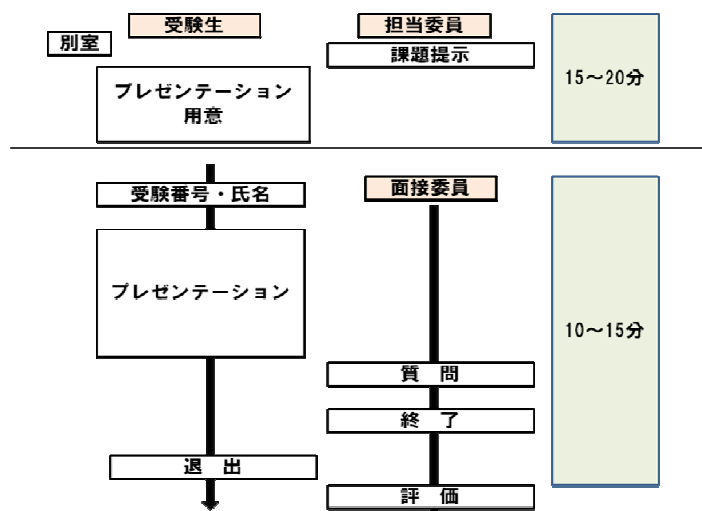 受験生
担当委員
別室
課題提示
プレゼンテーション
用意
15～20分
受験番号・氏名
面接委員
プレゼンテーション
10～15分
質　問
終　了
退　出
評　価